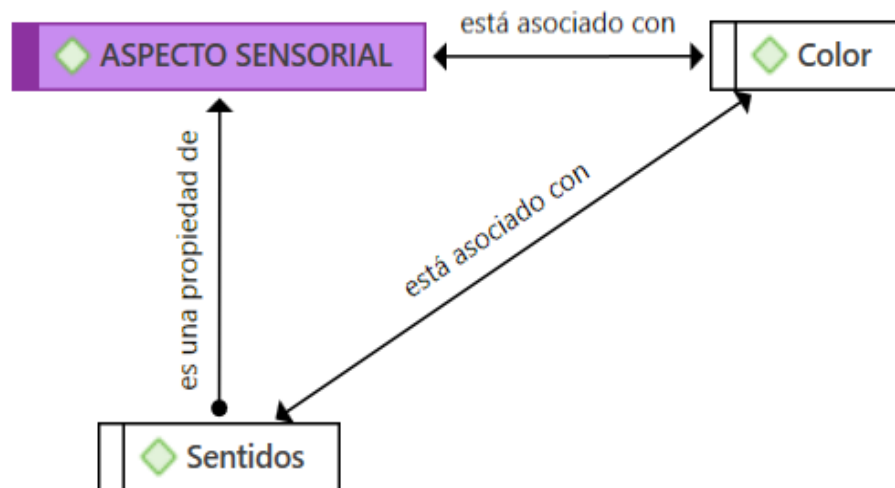 está asociado con
ASPECTO SENSORIAL
Color
es una propiedad de
está asociado con
Sentidos